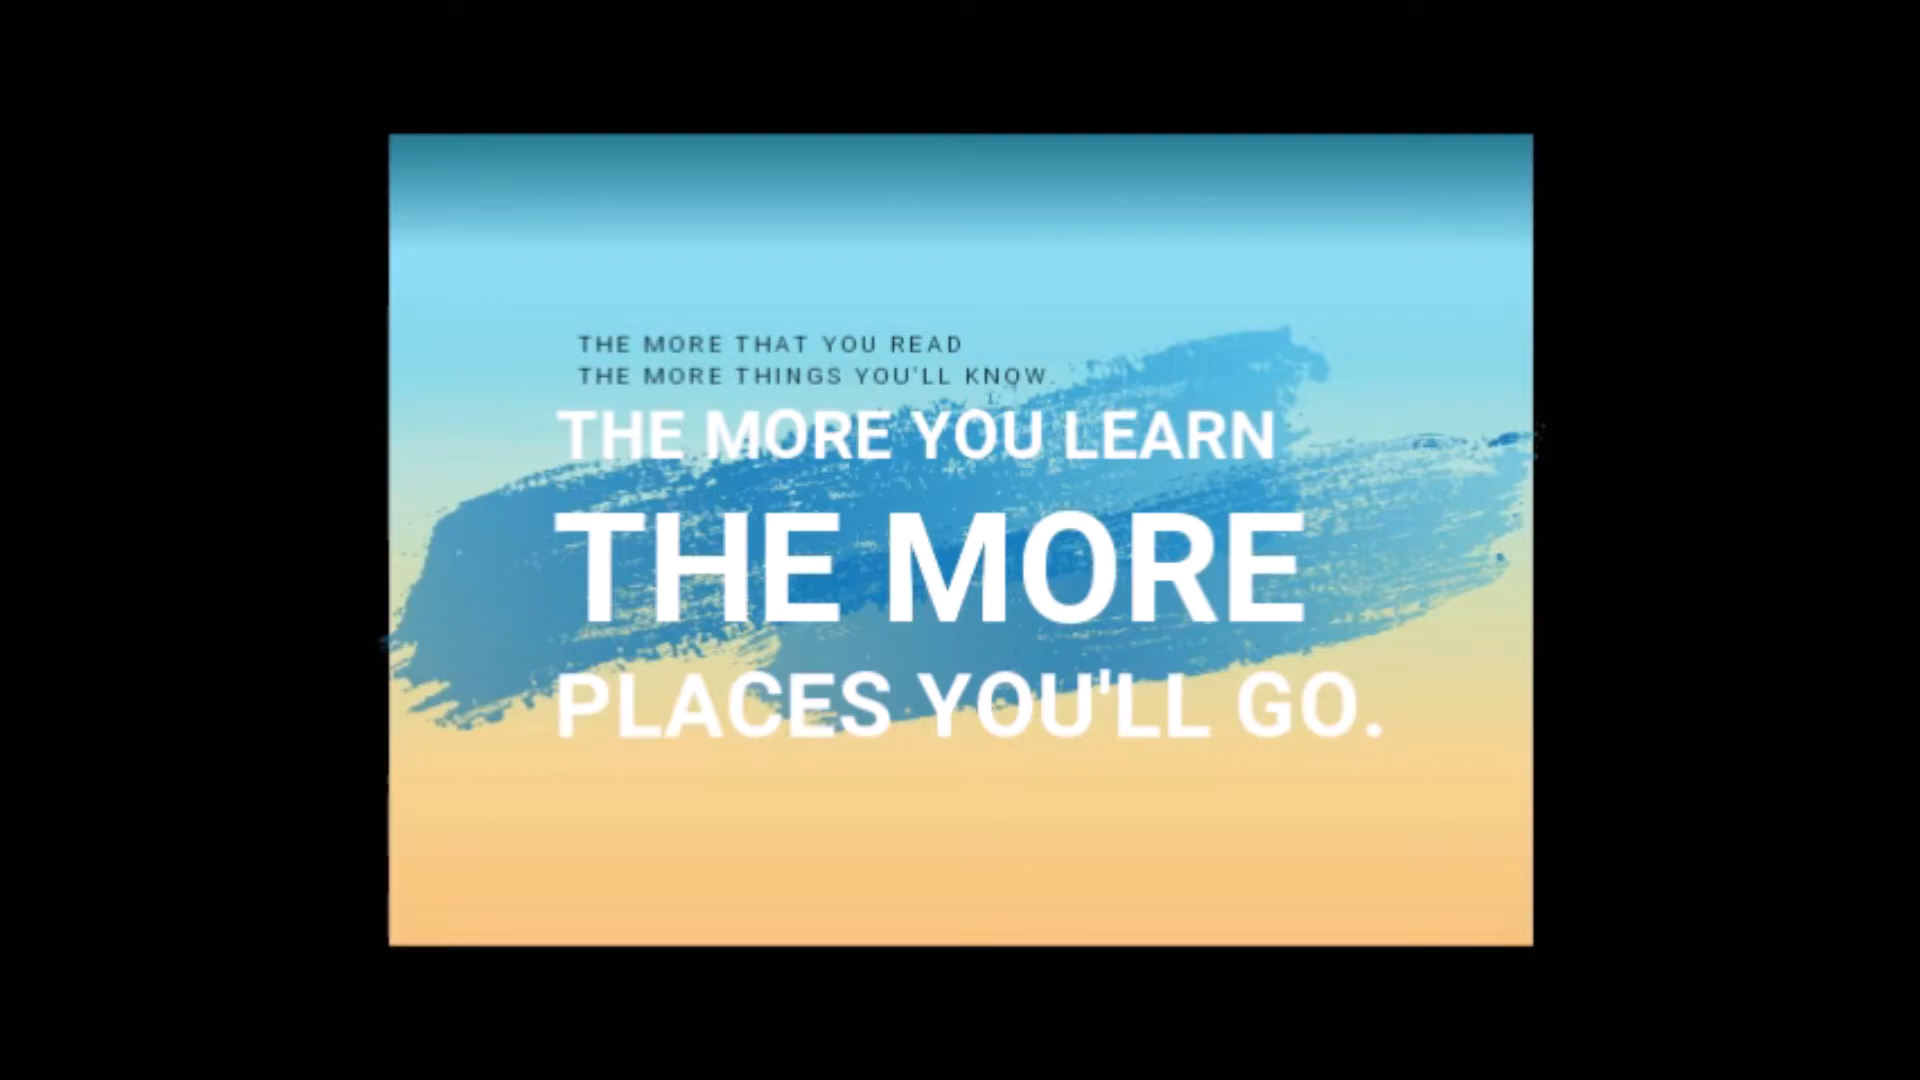 THE MORE THAT YOU READ
THE MORE THINGS YOU'LL KNOW.
THE MORE YOU LEARN
THE MORE
PLACES YOU'LL GO.